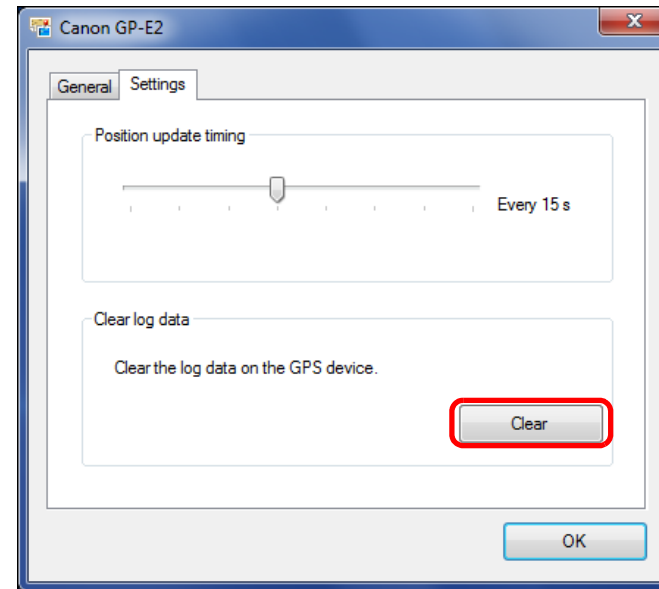 Canon GP-E2
General Settings
Position update timing
Every 15 s
Clear log data
Clear the log data on the GPS device.
Clear
OK